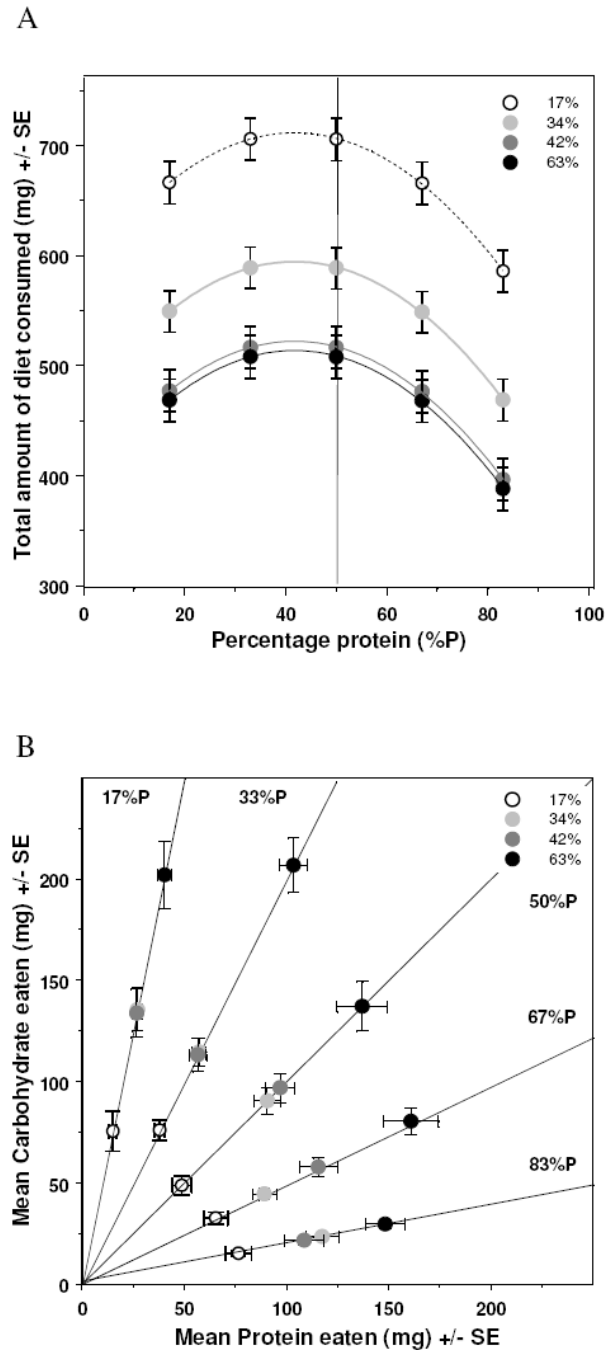 A
Total amount of diet consumed (mg) +/- SE
700
600
500
400
300
17%
34%
42%
63%
0
20
40
60
80
100
Percentage protein (%P)
B
Mean Carbohydrate eaten (mg) +/- SE
200
150
100
50
0
17%P
33%P
17%
34%
42%
63%
50%P
67%P
83%P
0
50
100
150
200
Mean Protein eaten (mg) +/- SE